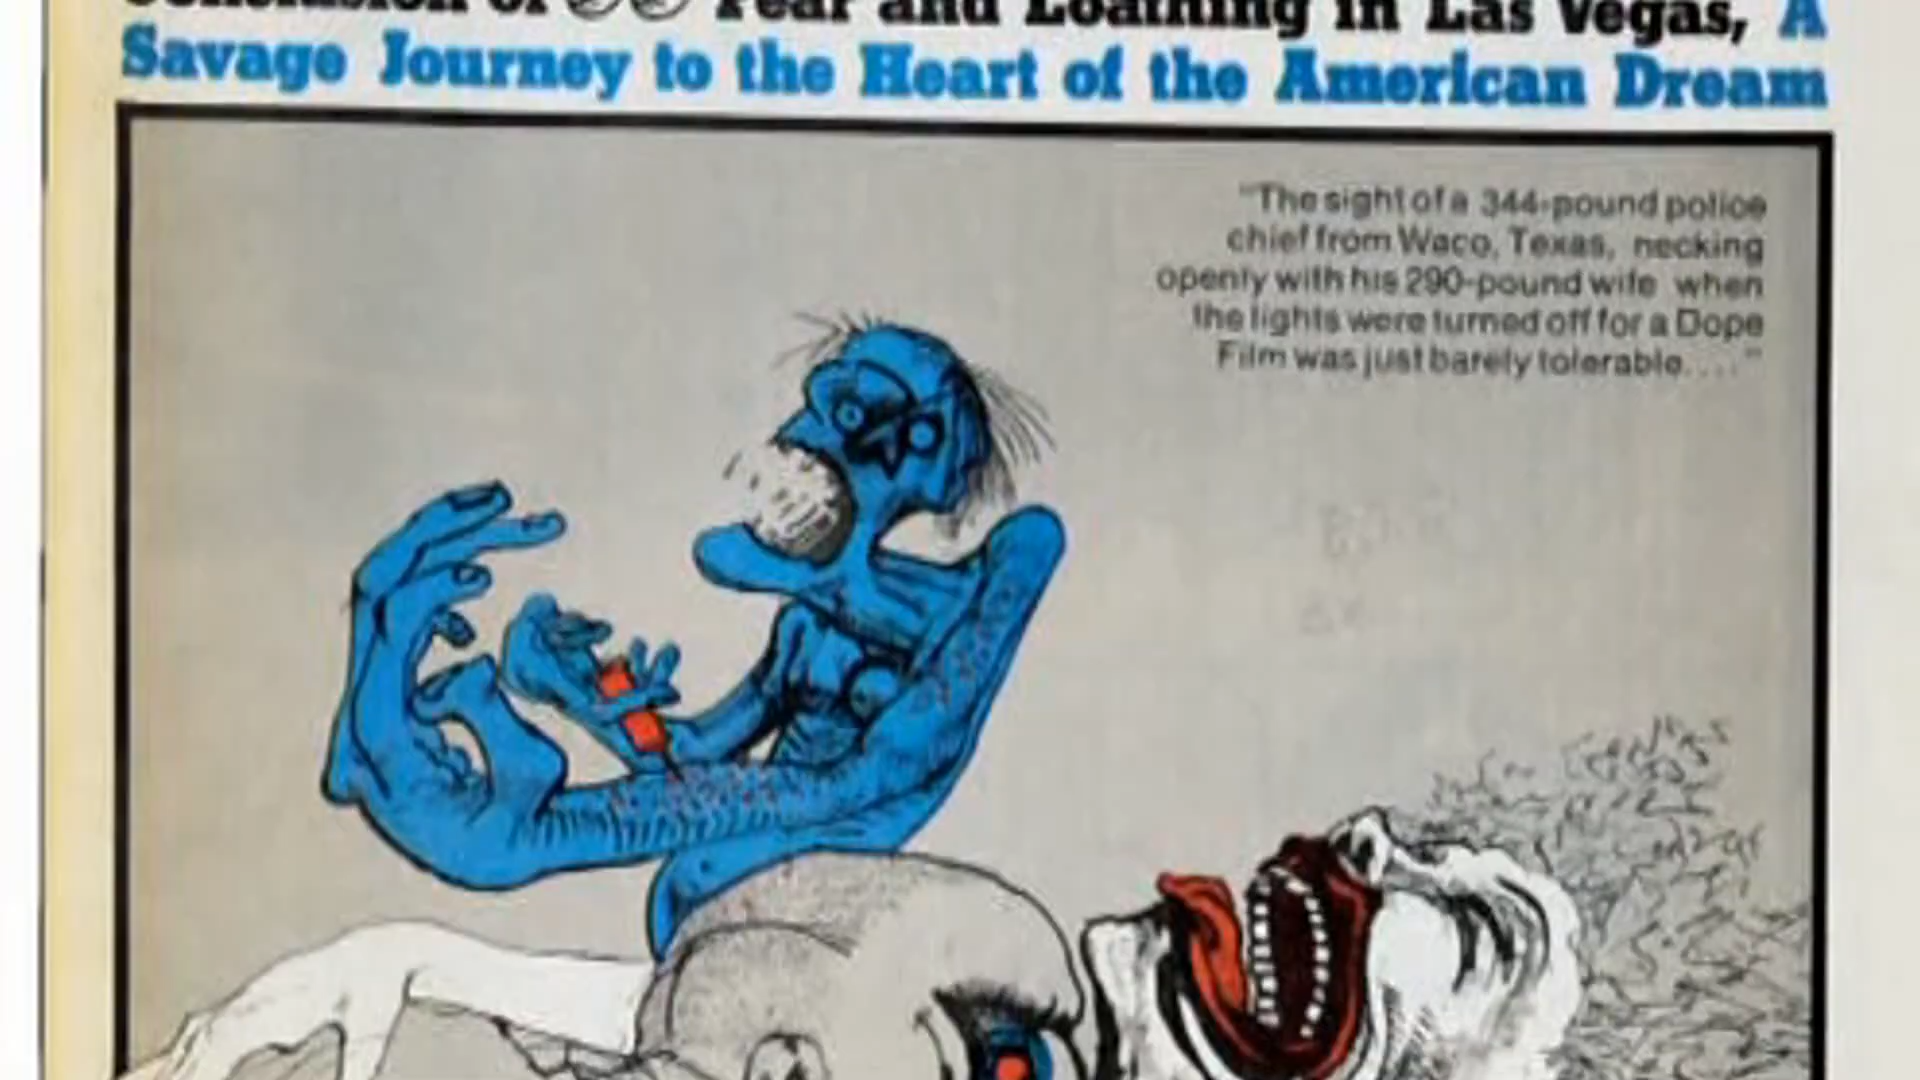 Conclusion of Fear and Loathing in Las Vegas, A
Savage Journey to the Heart of the American Dream
"The sight of a 344-pound police
chief from Waco, Texas, necking
openly with his 290-pound wife when
the lights were turned off for a Dope
Film was just barely tolerable. . . ."